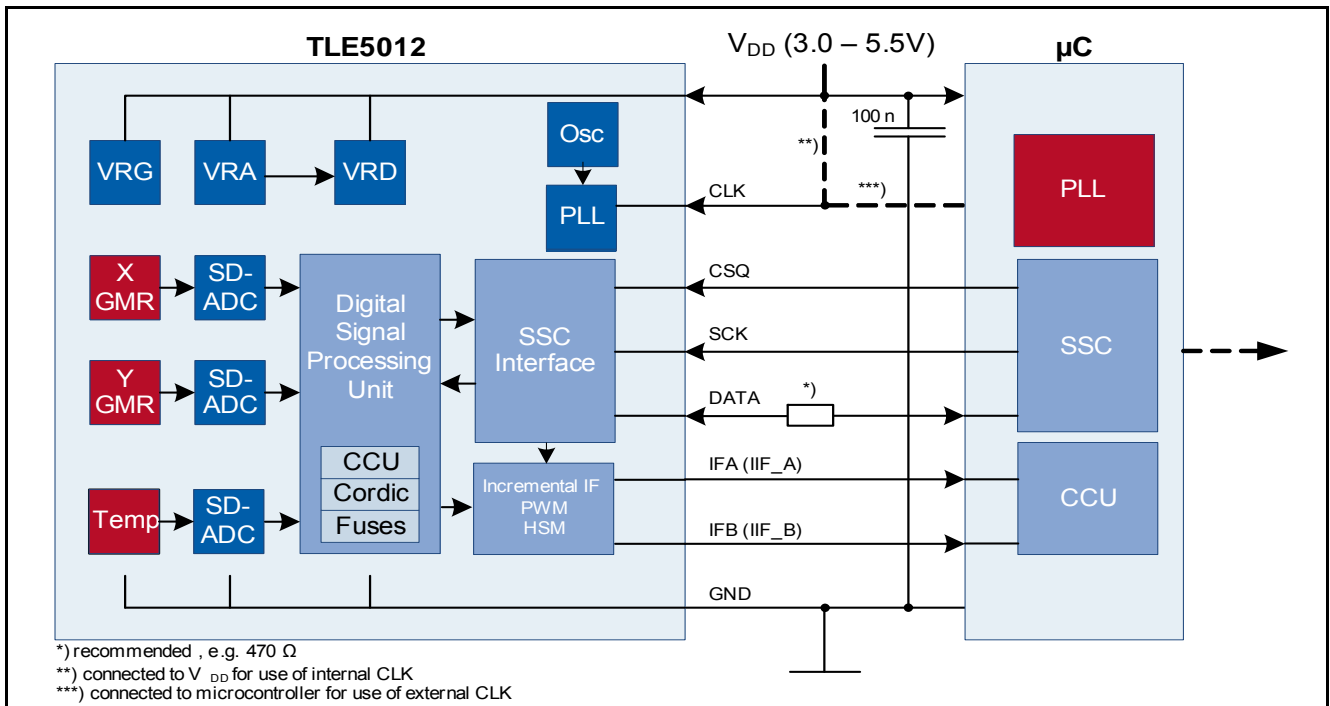 TLE5012
V DD (3.0 – 5.5V)
µC
100 n
Osc
**)
VRG
VRA
VRD
PLL
CLK
***)
PLL
X
GMR
SD-
ADC
Digital
Signal
Processing
Unit
SSC
Interface
CSQ
SCK
SSC
Y
GMR
SD-
ADC
DATA
*)
CCU
Cordic
Fuses
Temp
SD-
ADC
Incremental IF
PWM
HSM
IFA (IIF_A)
CCU
IFB (IIF_B)
GND
*) recommended , e.g. 470 Ω
**) connected to V DD for use of internal CLK
***) connected to microcontroller for use of external CLK